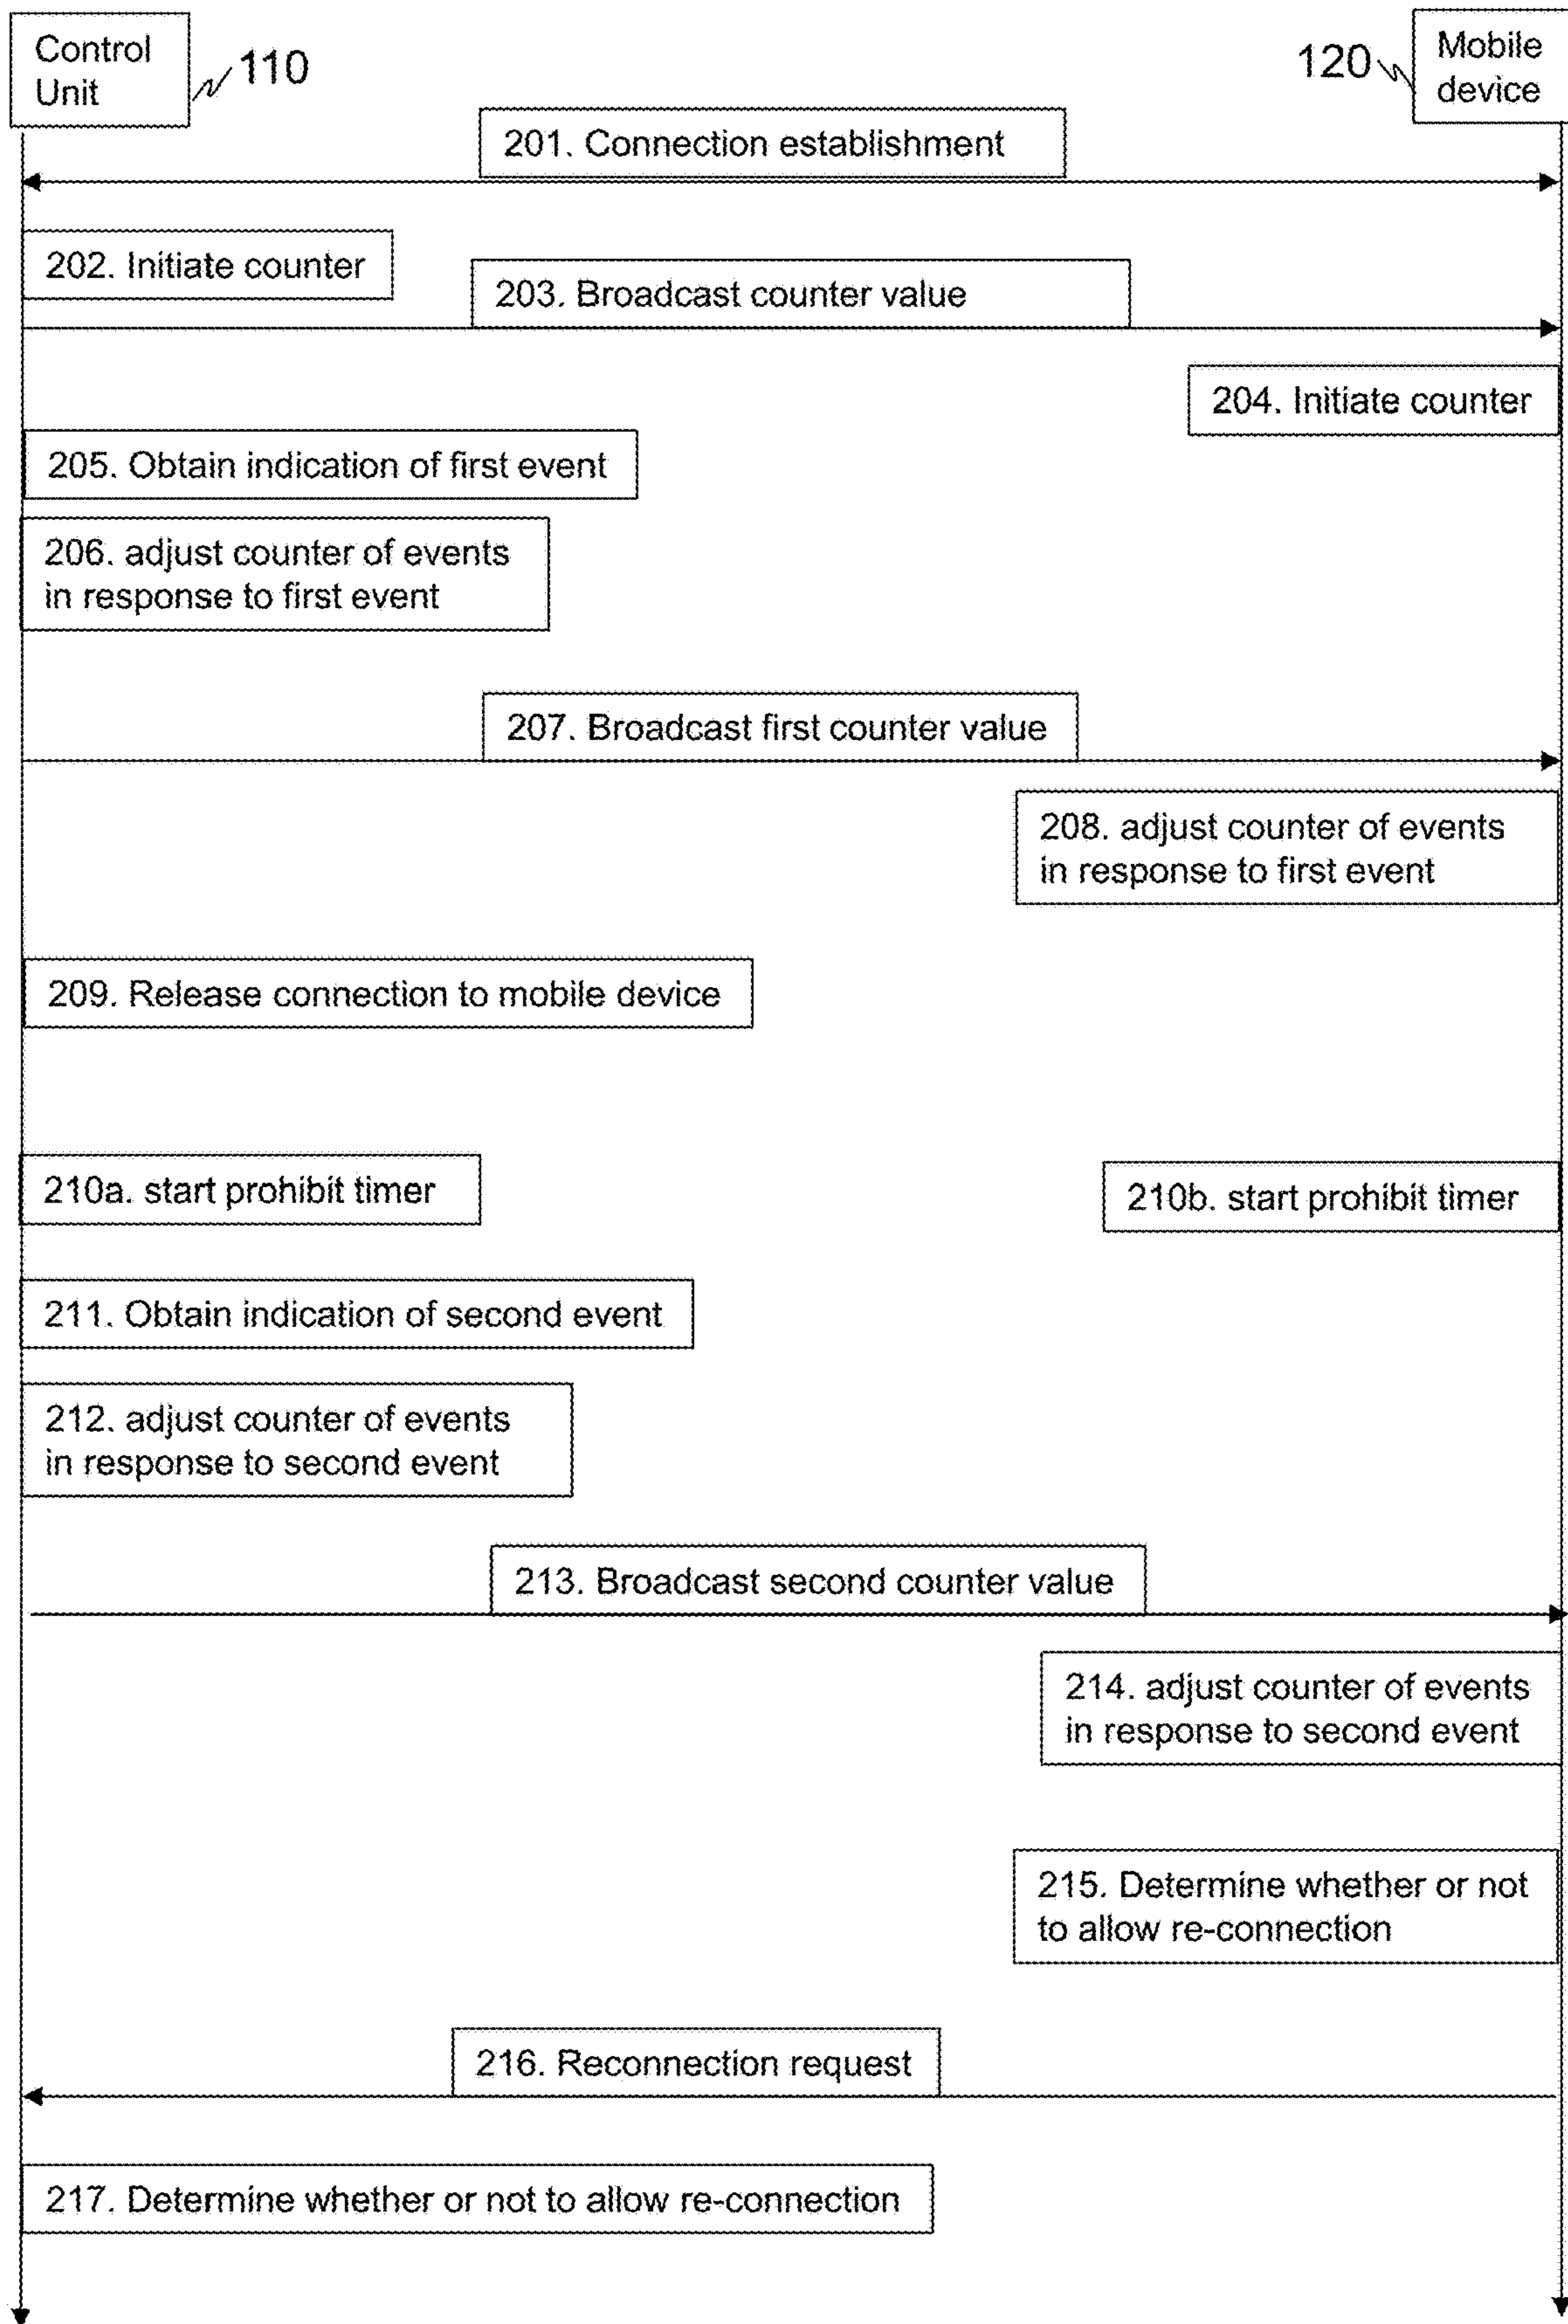 Control
Unit
110
120
Mobile
device
201. Connection establishment
202. Initiate counter
203. Broadcast counter value
204. Initiate counter
205. Obtain indication of first event
206. adjust counter of events
in response to first event
207. Broadcast first counter value
208. adjust counter of events
in response to first event
209. Release connection to mobile device
210a. start prohibit timer
210b. start prohibit timer
211. Obtain indication of second event
212. adjust counter of events
in response to second event
213. Broadcast second counter value
214. adjust counter of events
in response to second event
215. Determine whether or not
to allow re-connection
216. Reconnection request
217. Determine whether or not to allow re-connection